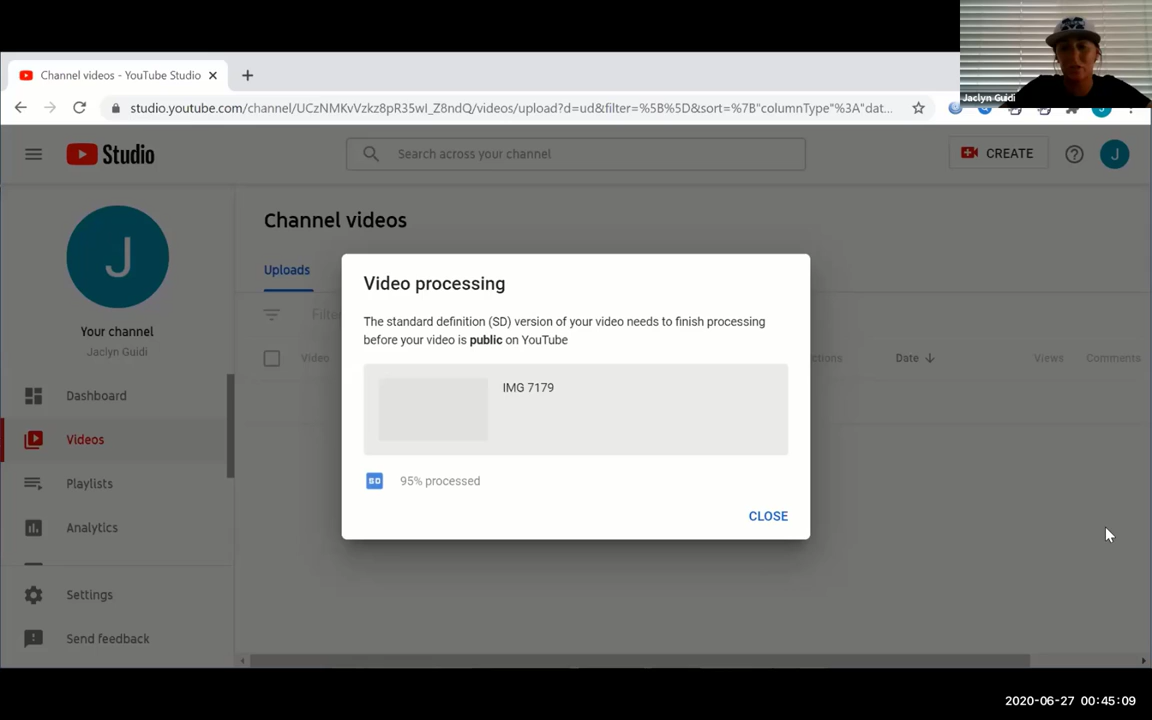 Channel videos - YouTube Studio
Jaclyn Guidi
studio.youtube.com/channel/UCzNMKvVzkz8pR35wI_Z8ndQ/videos/upload?d=ud&filter=%5B%5D&sort=%7B"columnType"%3A"dat...
J
Studio
Search across your channel
CREATE
J
J
Your channel
Jaclyn Guidi
Dashboard
Videos
Playlists
Analytics
Settings
Send feedback
Channel videos
Uploads
Filter
Video
Date
Views
Comments
Video processing
The standard definition (SD) version of your video needs to finish processing
before your video is public on YouTube
IMG 7179
SD 95% processed
CLOSE
2020-06-27 00:45:09